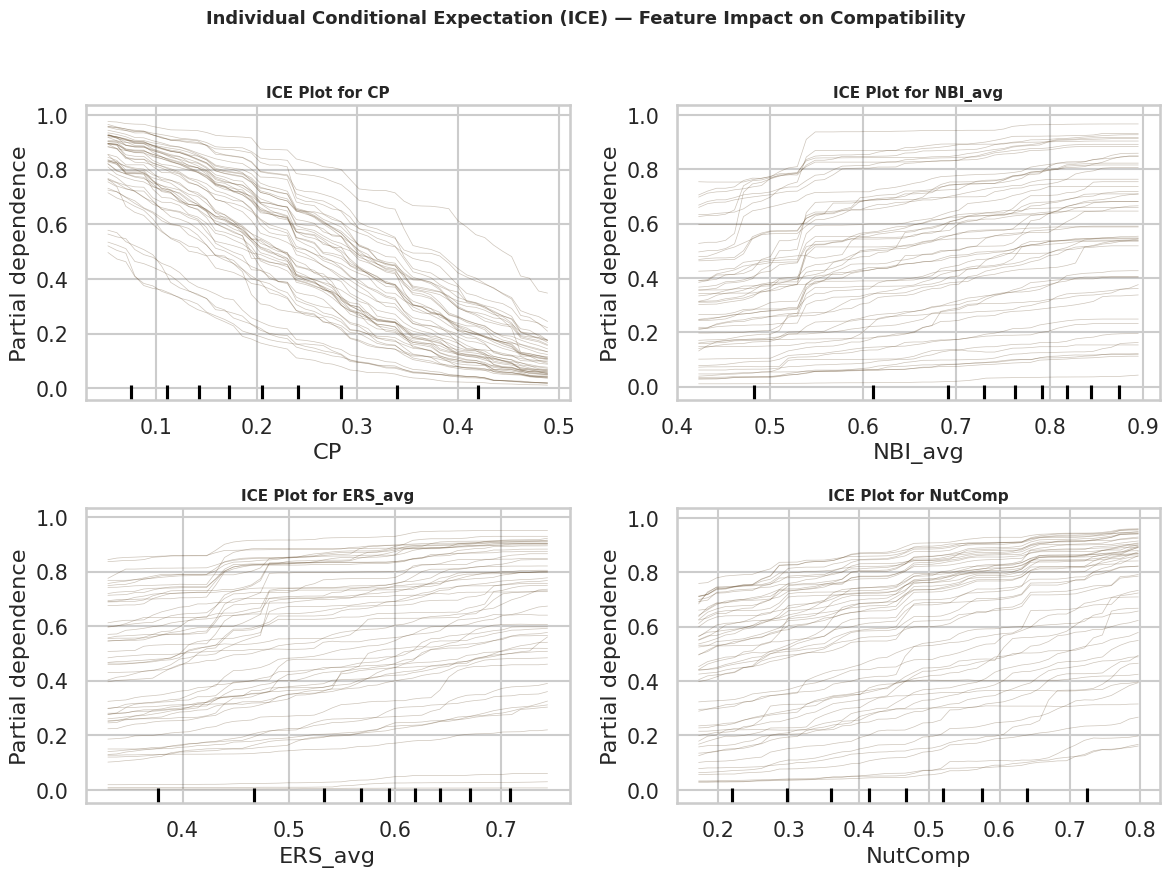 Individual Conditional Expectation (ICE) — Feature Impact on Compatibility
ICE Plot for CP
Partial dependence
1.0
0.8
0.6
0.4
0.2
0.0
0.1 0.2 0.3 0.4 0.5
CP
ICE Plot for NBI_avg
Partial dependence
1.0
0.8
0.6
0.4
0.2
0.0
0.4 0.5 0.6 0.7 0.8 0.9
NBI_avg
ICE Plot for ERS_avg
Partial dependence
1.0
0.8
0.6
0.4
0.2
0.0
0.4 0.5 0.6 0.7
ERS_avg
ICE Plot for NutComp
Partial dependence
1.0
0.8
0.6
0.4
0.2
0.0
0.2 0.3 0.4 0.5 0.6 0.7 0.8
NutComp